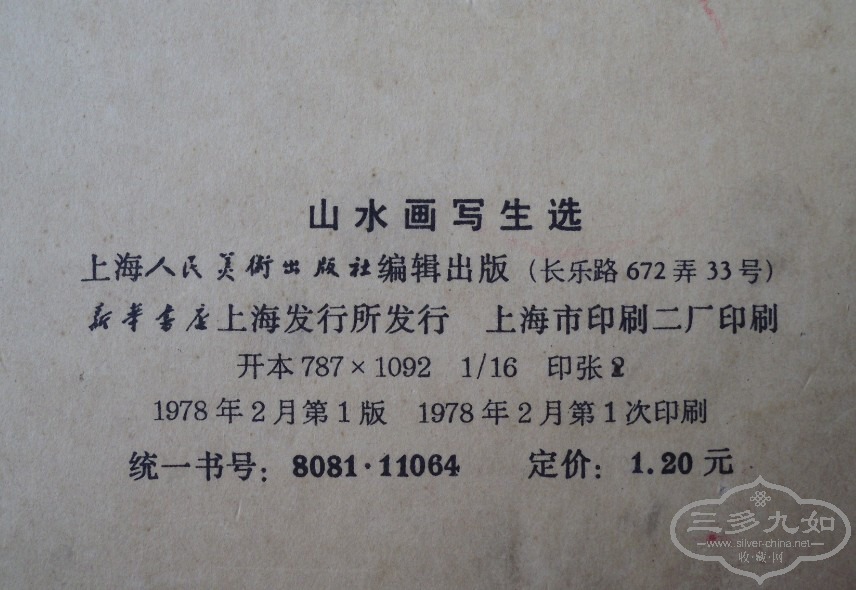 山水画写生选
上海人民美術出版社编辑出版（长乐路672弄33号）
新华書店上海发行所发行 上海市印刷二厂印刷
开本787×1092 1/16 印张2
1978年2月第1版 1978年2月第1次印刷
统一书号：8081·11064 定价：1.20元
三多九如
www.silver-china.net
收·藏·网